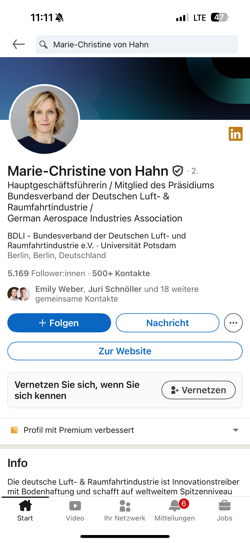 11:11
LTE
47
Marie-Christine von Hahn
in
Marie-Christine von Hahn · 2.
Hauptgeschäftsführerin / Mitglied des Präsidiums
Bundesverband der Deutschen Luft- &
Raumfahrtindustrie /
German Aerospace Industries Association
BDLI - Bundesverband der Deutschen Luft- und
Raumfahrtindustrie e.V. · Universität Potsdam
Berlin, Berlin, Deutschland
5.169 Follower:innen · 500+ Kontakte
Emily Weber, Juri Schnöller und 18 weitere
gemeinsame Kontakte
+ Folgen
Nachricht
Zur Website
Vernetzen Sie sich, wenn Sie
sich kennen
Vernetzen
Profil mit Premium verbessert
Info
Die deutsche Luft- & Raumfahrtindustrie ist Innovationstreiber
mit Bodenhaftung und schafft auf weltweitem Spitzenniveau
6
Start
Video
Ihr Netzwerk
Mitteilungen
Jobs